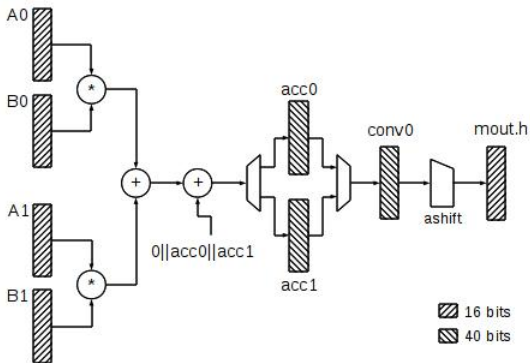 A0
*
B0
acc0
conv0
mout.h
+
+
A1
0||acc0||acc1
ashift
*
acc1
B1
16 bits
40 bits